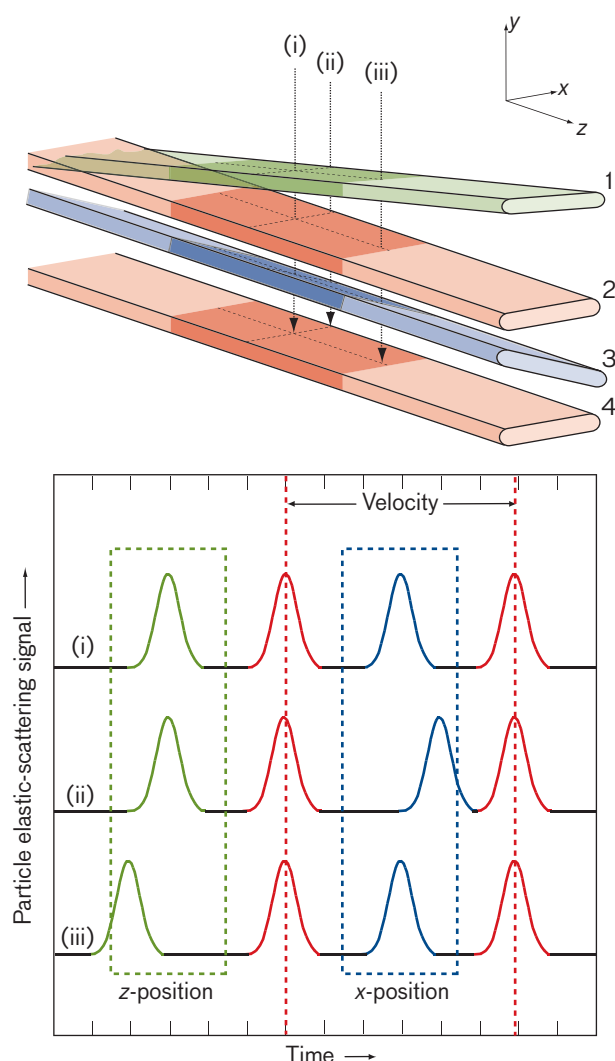 y
(i)
(ii)
(iii)
x
z
1
2
3
4
Velocity
Particle elastic-scattering signal
(i)
(ii)
(iii)
z-position
x-position
Time